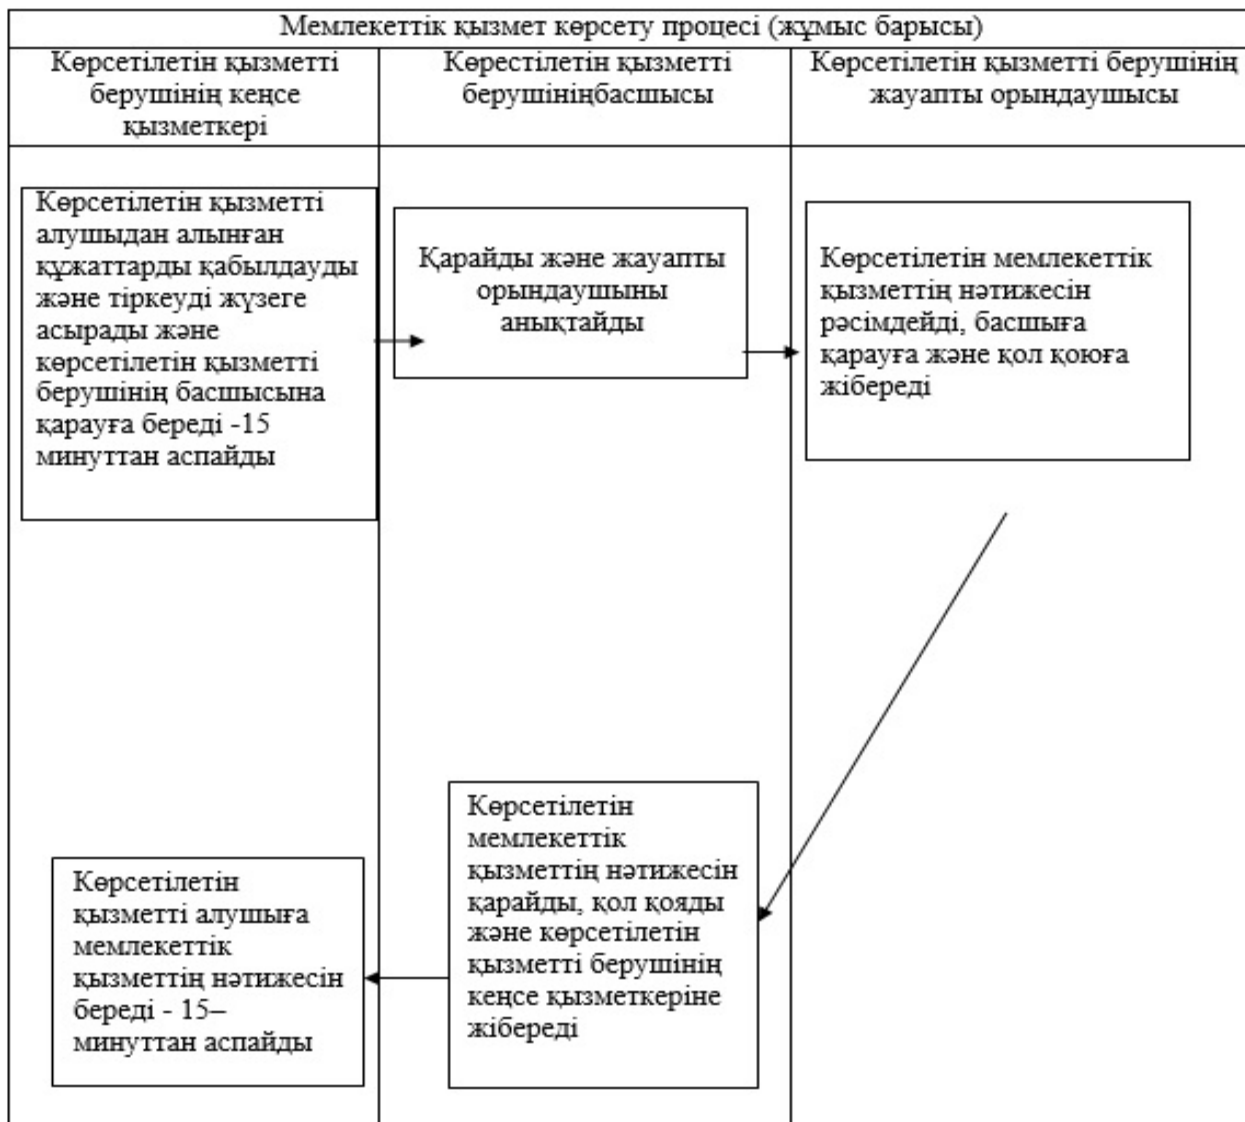 Мемлекеттік қызмет көрсету процесі (жұмыс барысы)
Көрсетілетін қызметті
берушінің кеңсе
қызметкері
Көрестілетін қызметті
берушініңбасшысы
Көрсетілетін қызметті берушінің
жауапты орындаушысы
Көрсетілетін қызметті
алушыдан алынған
құжаттарды қабылдауды
және тіркеуді жүзеге
асырады және
көрсетілетін қызметті
берушінің басшысына
қарауға береді -15
минуттан аспайды
Қарайды және жауапты
орындаушыны
анықтайды
Көрсетілетін мемлекеттік
қызметтің нәтижесін
рәсімдейді, басшыға
қарауға және қол қоюға
жібереді
Көрсетілетін
мемлекеттік
қызметтің нәтижесін
қарайды, қол қояды
және көрсетілетін
қызметті берушінің
кеңсе қызметкеріне
жібереді
Көрсетілетін
қызметті алушыға
мемлекеттік
қызметтің нәтижесін
береді - 15–
минуттан аспайды